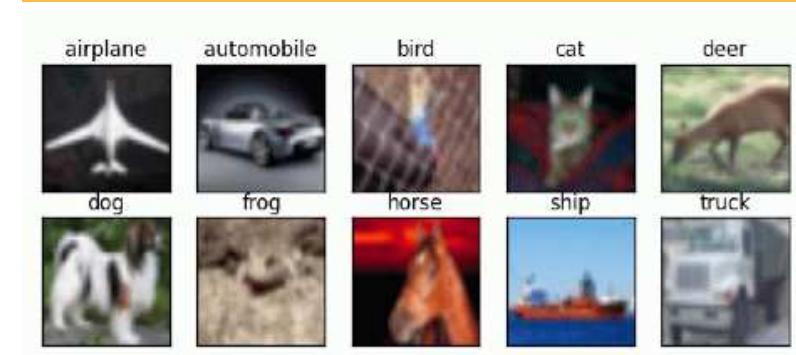 airplane automobile bird cat deer
dog frog horse ship truck